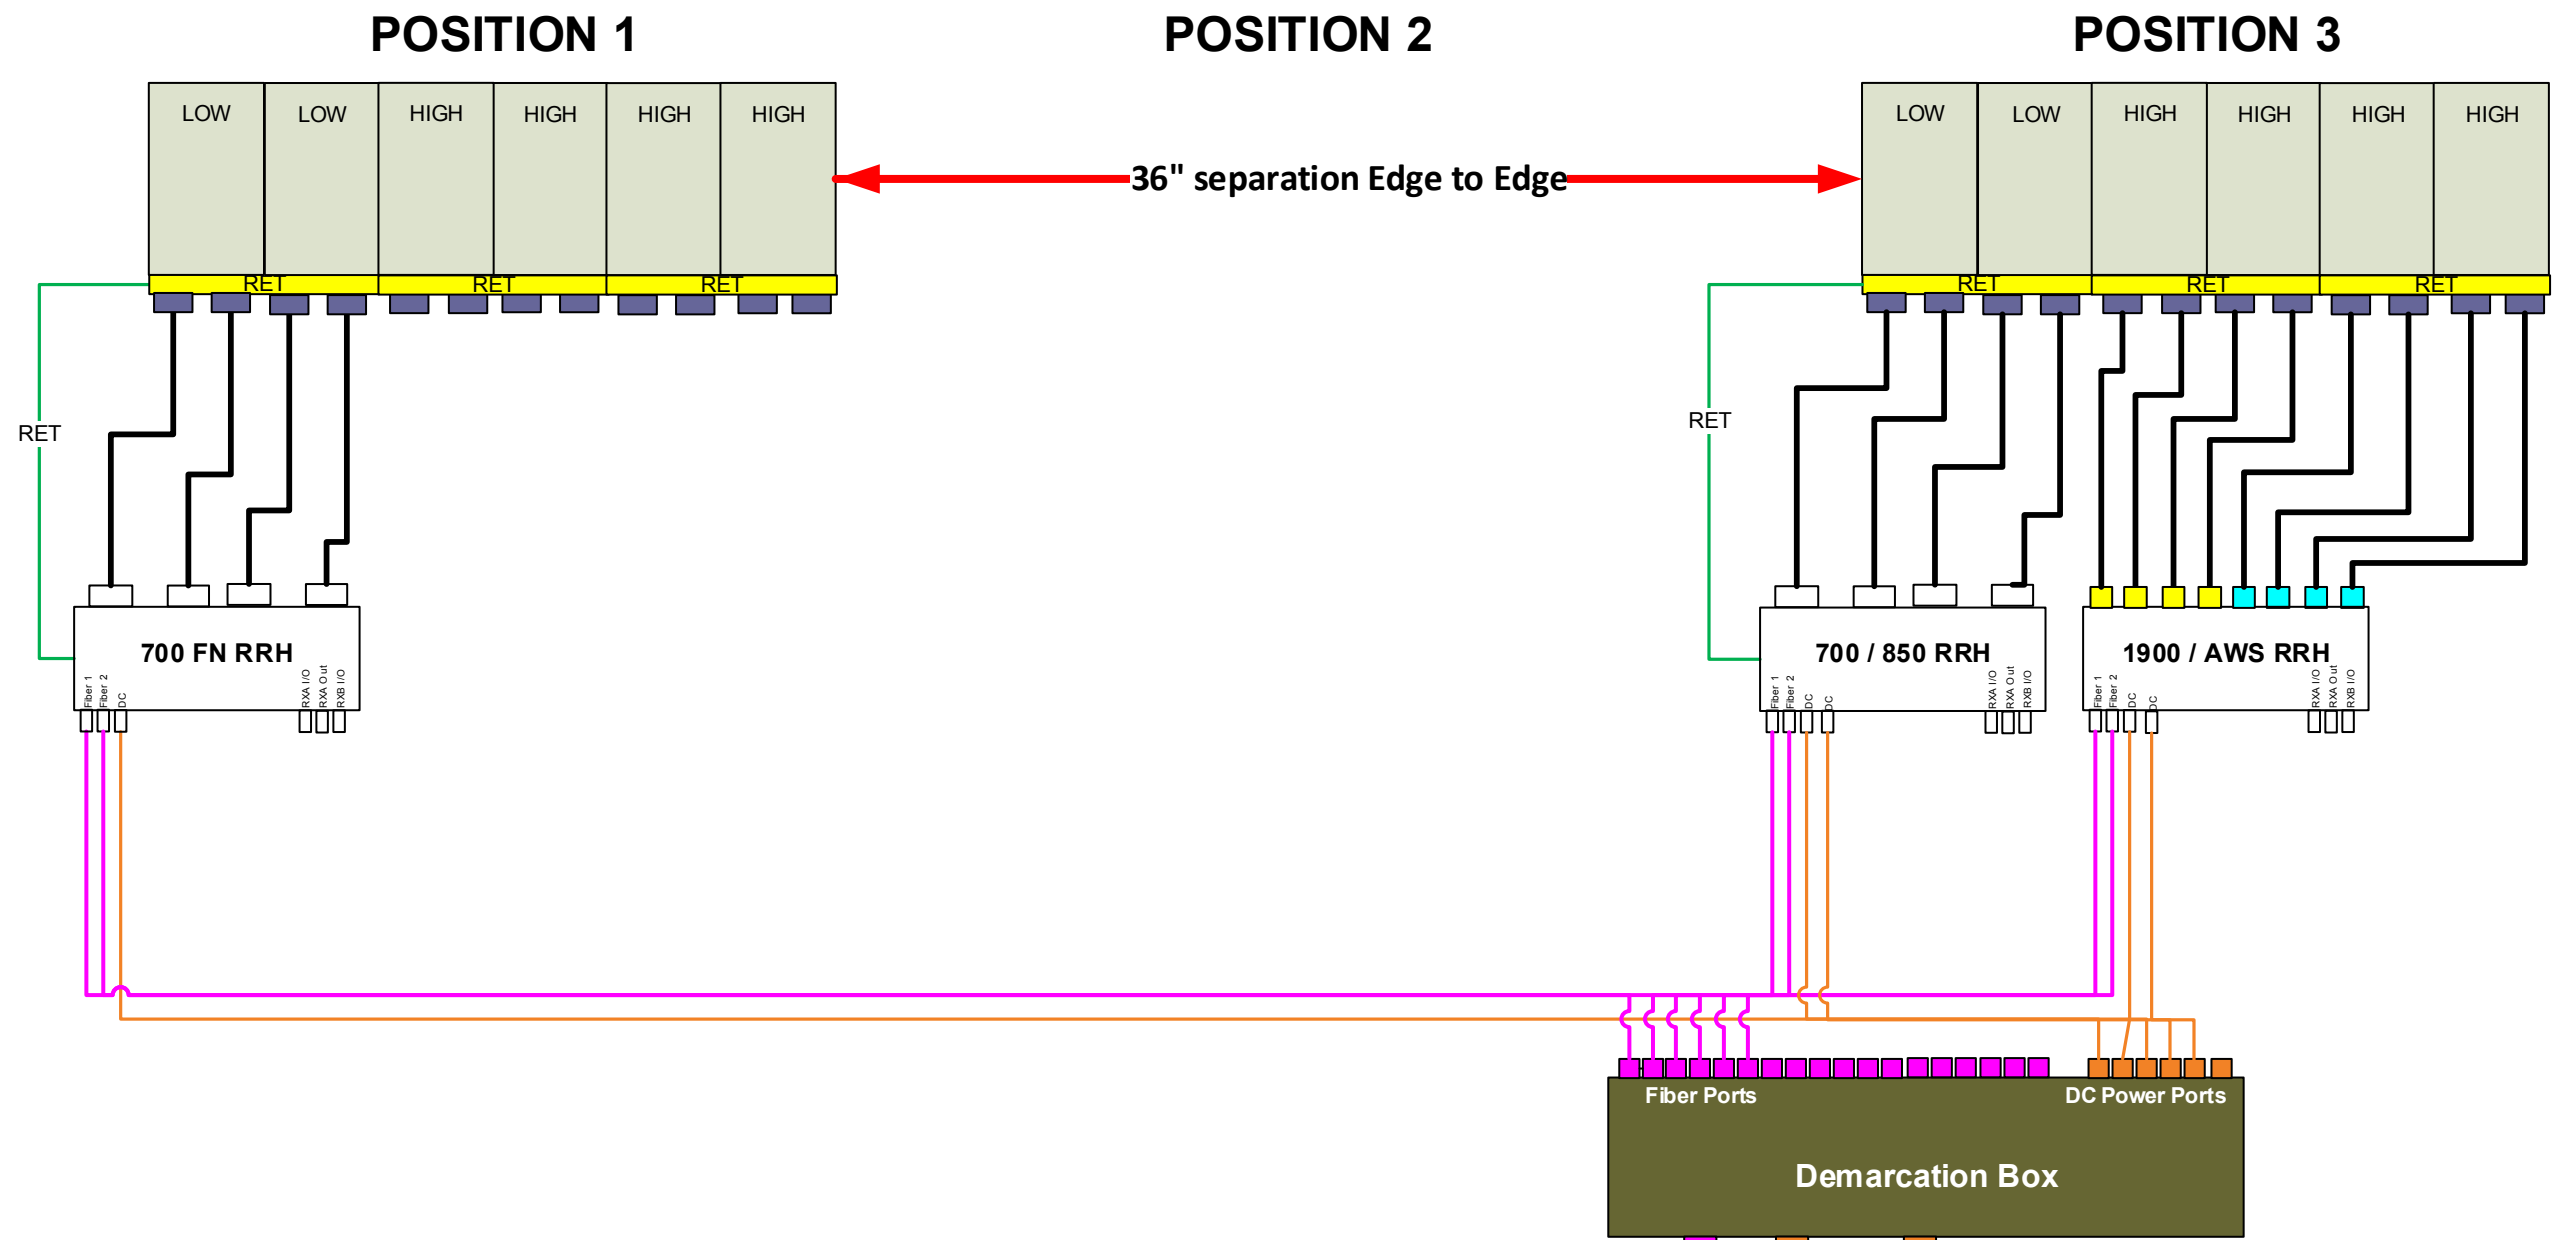 POSITION 1
POSITION 2
POSITION 3
LOW LOW HIGH HIGH HIGH HIGH
LOW LOW HIGH HIGH HIGH HIGH
36" separation Edge to Edge
RET RET RET
RET RET RET
RET
RET
700 FN RRH
Fiber 1
Fiber 2
DC
RXA I/O
RXA Out
RXB I/O
700 / 850 RRH
Fiber 1
Fiber 2
DC
DC
RXA I/O
RXA Out
RXB I/O
1900 / AWS RRH
Fiber 1
Fiber 2
DC
DC
RXA I/O
RXA Out
RXB I/O
Fiber Ports
DC Power Ports
Demarcation Box